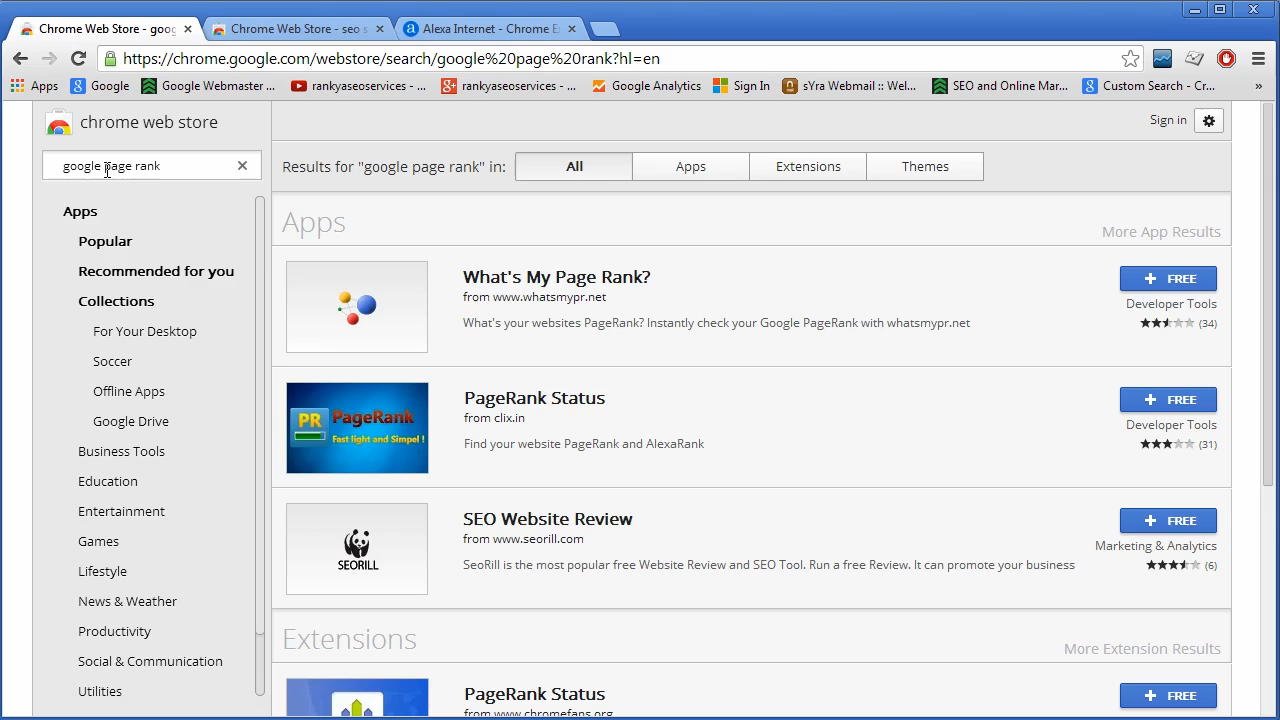 Chrome Web Store - goog
Chrome Web Store - seo s
a Alexa Internet - Chrome E
https://chrome.google.com/webstore/search/google%20page%20rank?hl=en
Apps
Google
Google Webmaster ...
rankyaseoservices - ...
rankyaseoservices - ...
Google Analytics
Sign In
sYra Webmail :: Wel...
SEO and Online Mar...
Custom Search - Cr...
»
chrome web store
Sign in
google page rank
Results for "google page rank" in:
All
Apps
Extensions
Themes
Apps
Popular
Recommended for you
Collections
For Your Desktop
Soccer
Offline Apps
Google Drive
Business Tools
Education
Entertainment
Games
Lifestyle
News & Weather
Productivity
Social & Communication
Utilities
Apps
More App Results
What's My Page Rank?
from www.whatsmypr.net
What's your websites PageRank? Instantly check your Google PageRank with whatsmypr.net
+ FREE
Developer Tools
(34)
PR PageRank
Fast light and Simpel !
PageRank Status
from clix.in
Find your website PageRank and AlexaRank
+ FREE
Developer Tools
(31)
SEORILL
SEO Website Review
from www.seorill.com
SeoRill is the most popular free Website Review and SEO Tool. Run a free Review. It can promote your business
+ FREE
Marketing & Analytics
(6)
Extensions
More Extension Results
PageRank Status
from www.chromefans.org
+ FREE